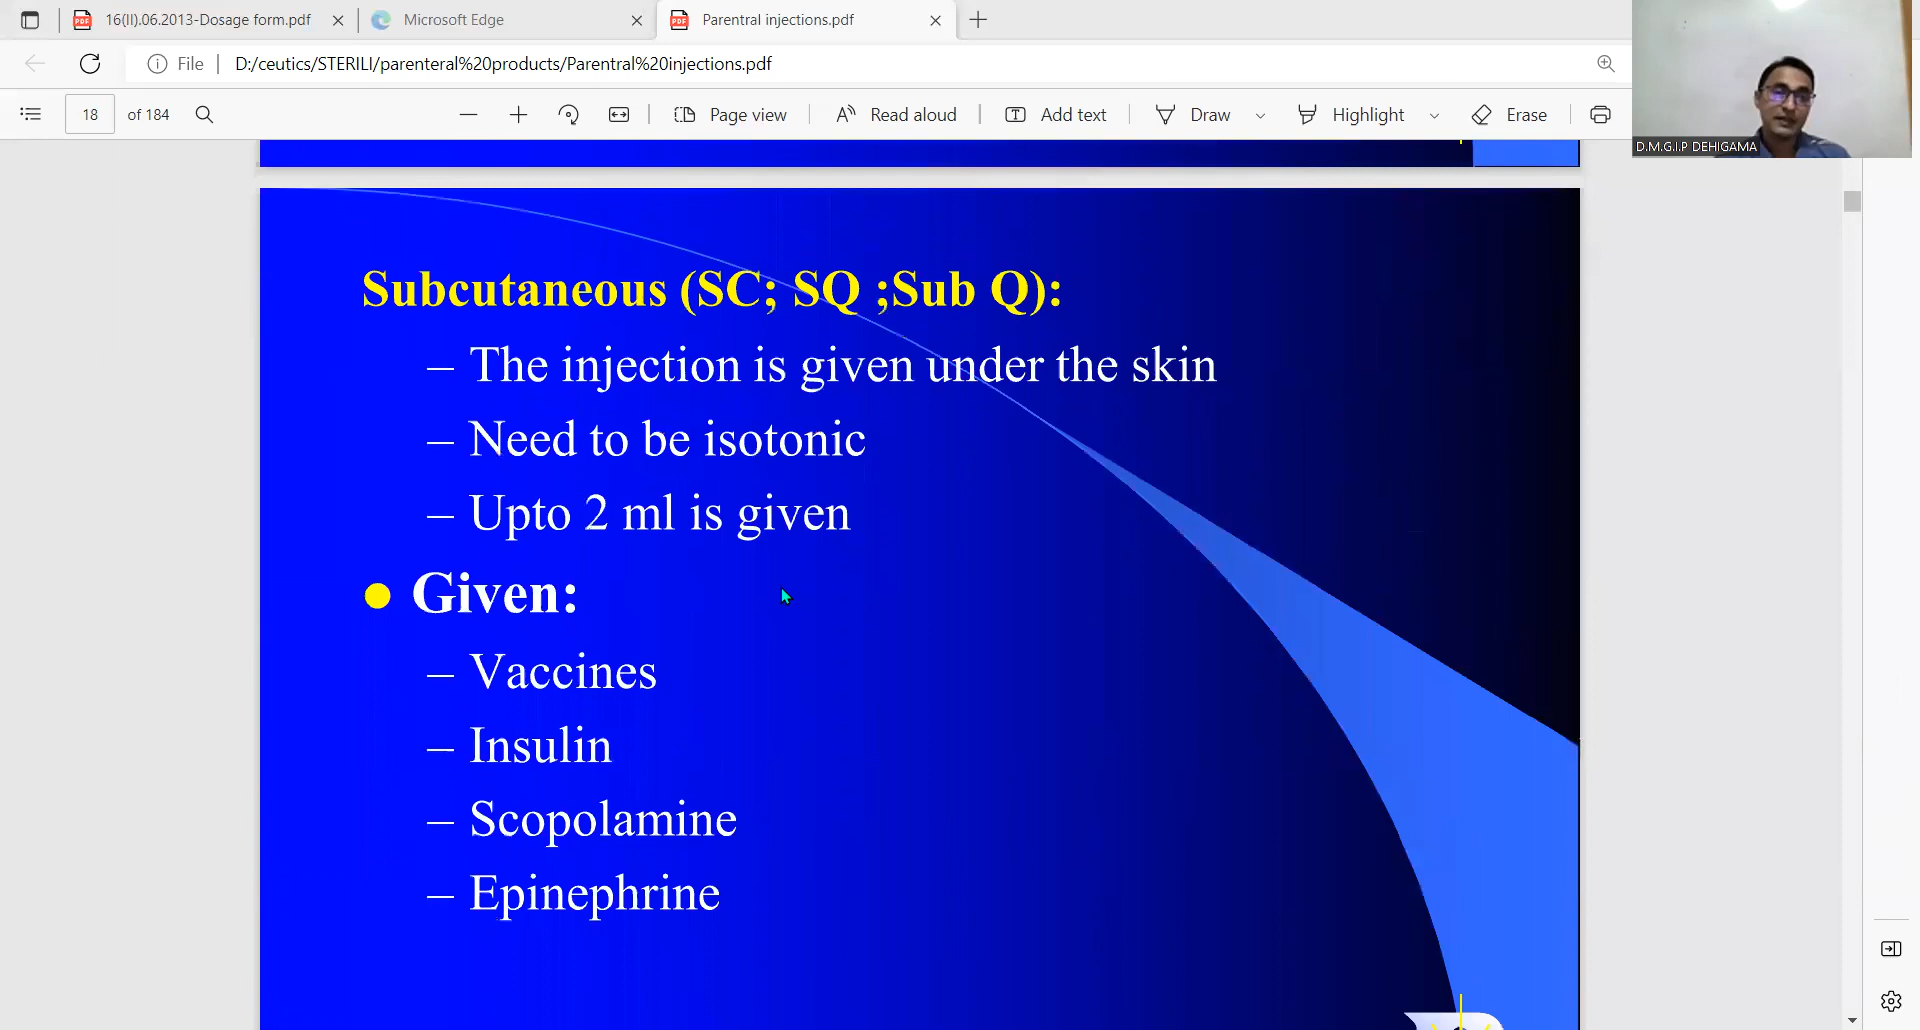 16(II).06.2013-Dosage form.pdf
Microsoft Edge
Parentral injections.pdf
File
D:/ceutics/STERILI/parenteral%20products/Parentral%20injections.pdf
18 of 184
Page view
Read aloud
Add text
Draw
Highlight
Erase
D.M.G.I.P DEHIGAMA
Subcutaneous (SC; SQ ;Sub Q):
– The injection is given under the skin
– Need to be isotonic
– Upto 2 ml is given
● Given:
– Vaccines
– Insulin
– Scopolamine
– Epinephrine